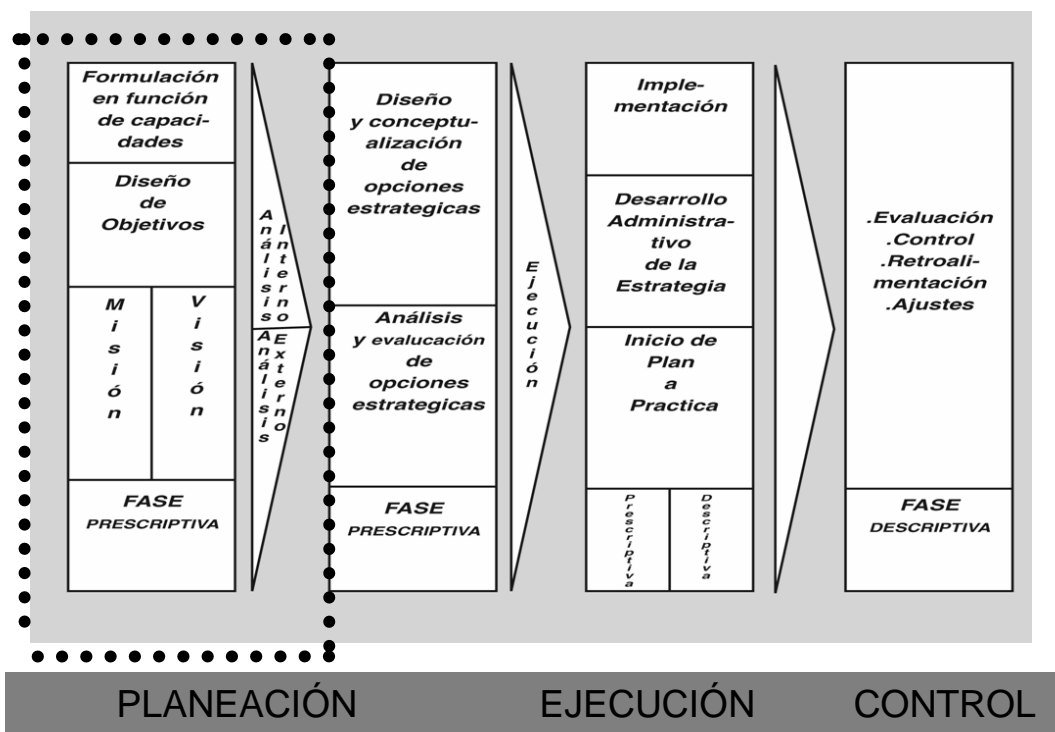 Formulación
en función
de capaci-
dades
Diseño
de
Objetivos
Misión
Visión
FASE
PRESCRIPTIVA
Análisis Interno
Análisis Externo
Diseño
y conceptu-
alización
de
opciones
estrategicas
Análisis
y evalucación
de
opciones
estrategicas
FASE
PRESCRIPTIVA
Ejecución
Imple-
mentación
Desarrollo
Administra-
tivo
de la
Estrategia
Inicio de
Plan
a
Practica
Prescriptiva
Descriptiva
.Evaluación
.Control
.Retroali-
mentación
.Ajustes
FASE
DESCRIPTIVA
PLANEACIÓN
EJECUCIÓN
CONTROL